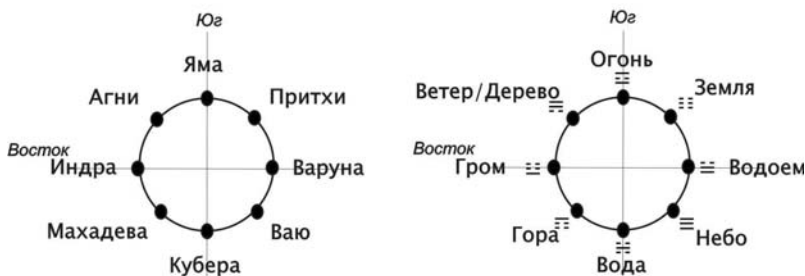 Юг
Яма
Агни
Притхи
Восток
Индра
Варуна
Махадева
Ваю
Кубера
Юг
Огонь
Ветер/Дерево
Земля
Восток
Гром
Водоем
Гора
Небо
Вода